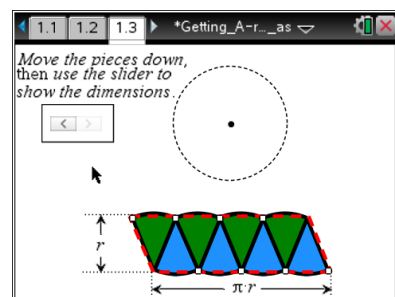 1.1 1.2 1.3 *Getting_A-r..._as
Move the pieces down,
then use the slider to
show the dimensions.
r
π·r